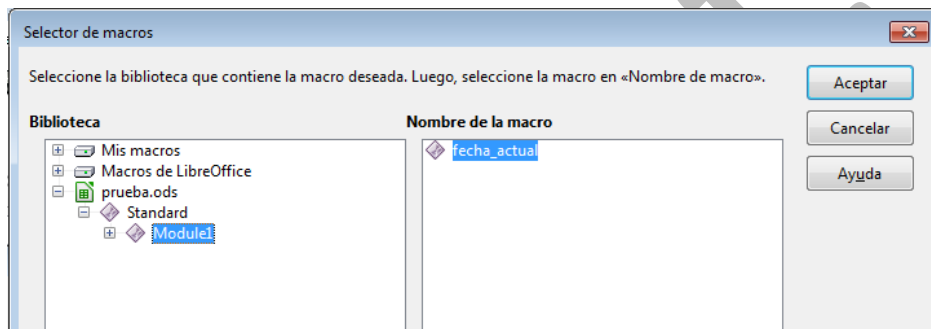 Selector de macros
Seleccione la biblioteca que contiene la macro deseada. Luego, seleccione la macro en «Nombre de macro».
Aceptar
Biblioteca
Nombre de la macro
Cancelar
Mis macros
fecha_actual
Macros de LibreOffice
Ayuda
prueba.ods
Standard
Module1